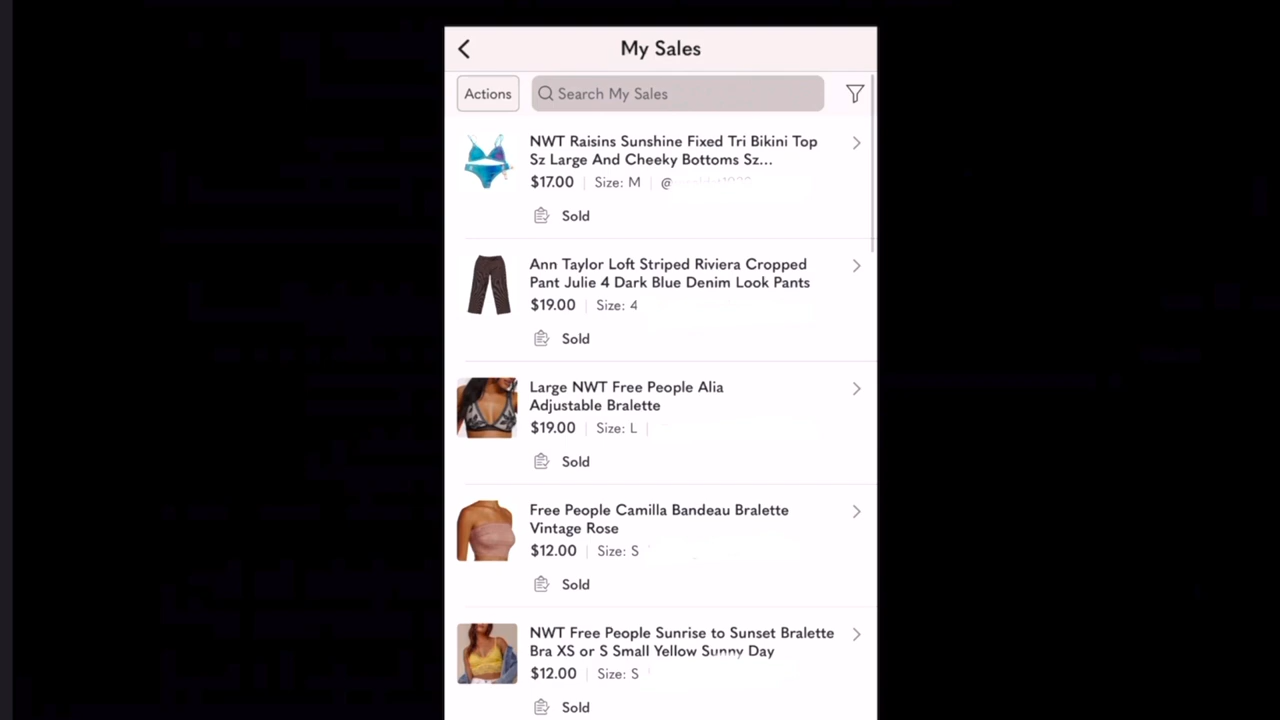 My Sales
Actions
Search My Sales
NWT Raisins Sunshine Fixed Tri Bikini Top
Sz Large And Cheeky Bottoms Sz...
$17.00 | Size: M | @
Sold
Ann Taylor Loft Striped Riviera Cropped
Pant Julie 4 Dark Blue Denim Look Pants
$19.00 | Size: 4
Sold
Large NWT Free People Alia
Adjustable Bralette
$19.00 | Size: L |
Sold
Free People Camilla Bandeau Bralette
Vintage Rose
$12.00 | Size: S
Sold
NWT Free People Sunrise to Sunset Bralette
Bra XS or S Small Yellow Sunny Day
$12.00 | Size: S
Sold